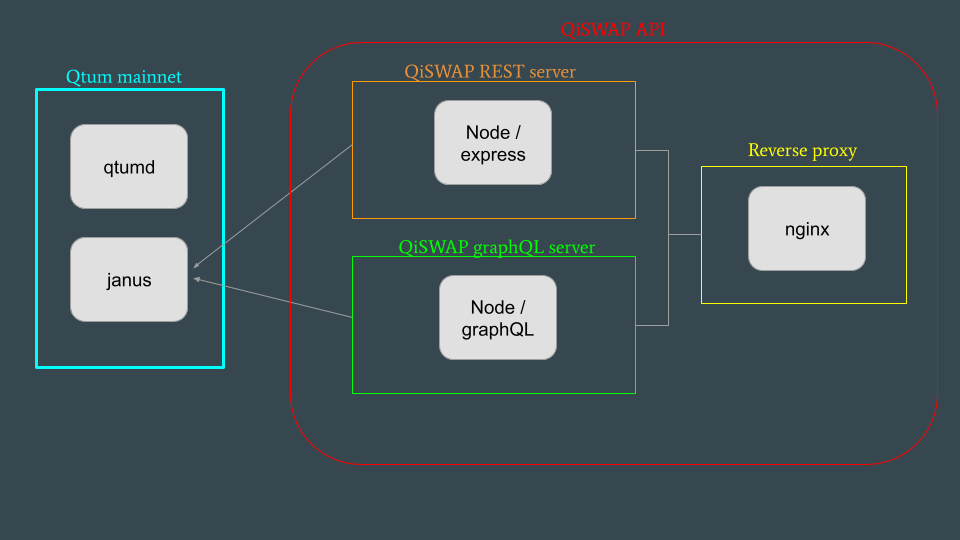 QiSWAP API
Qtum mainnet
qtumd
janus
QiSWAP REST server
Node /
express
QiSWAP graphQL server
Node /
graphQL
Reverse proxy
nginx